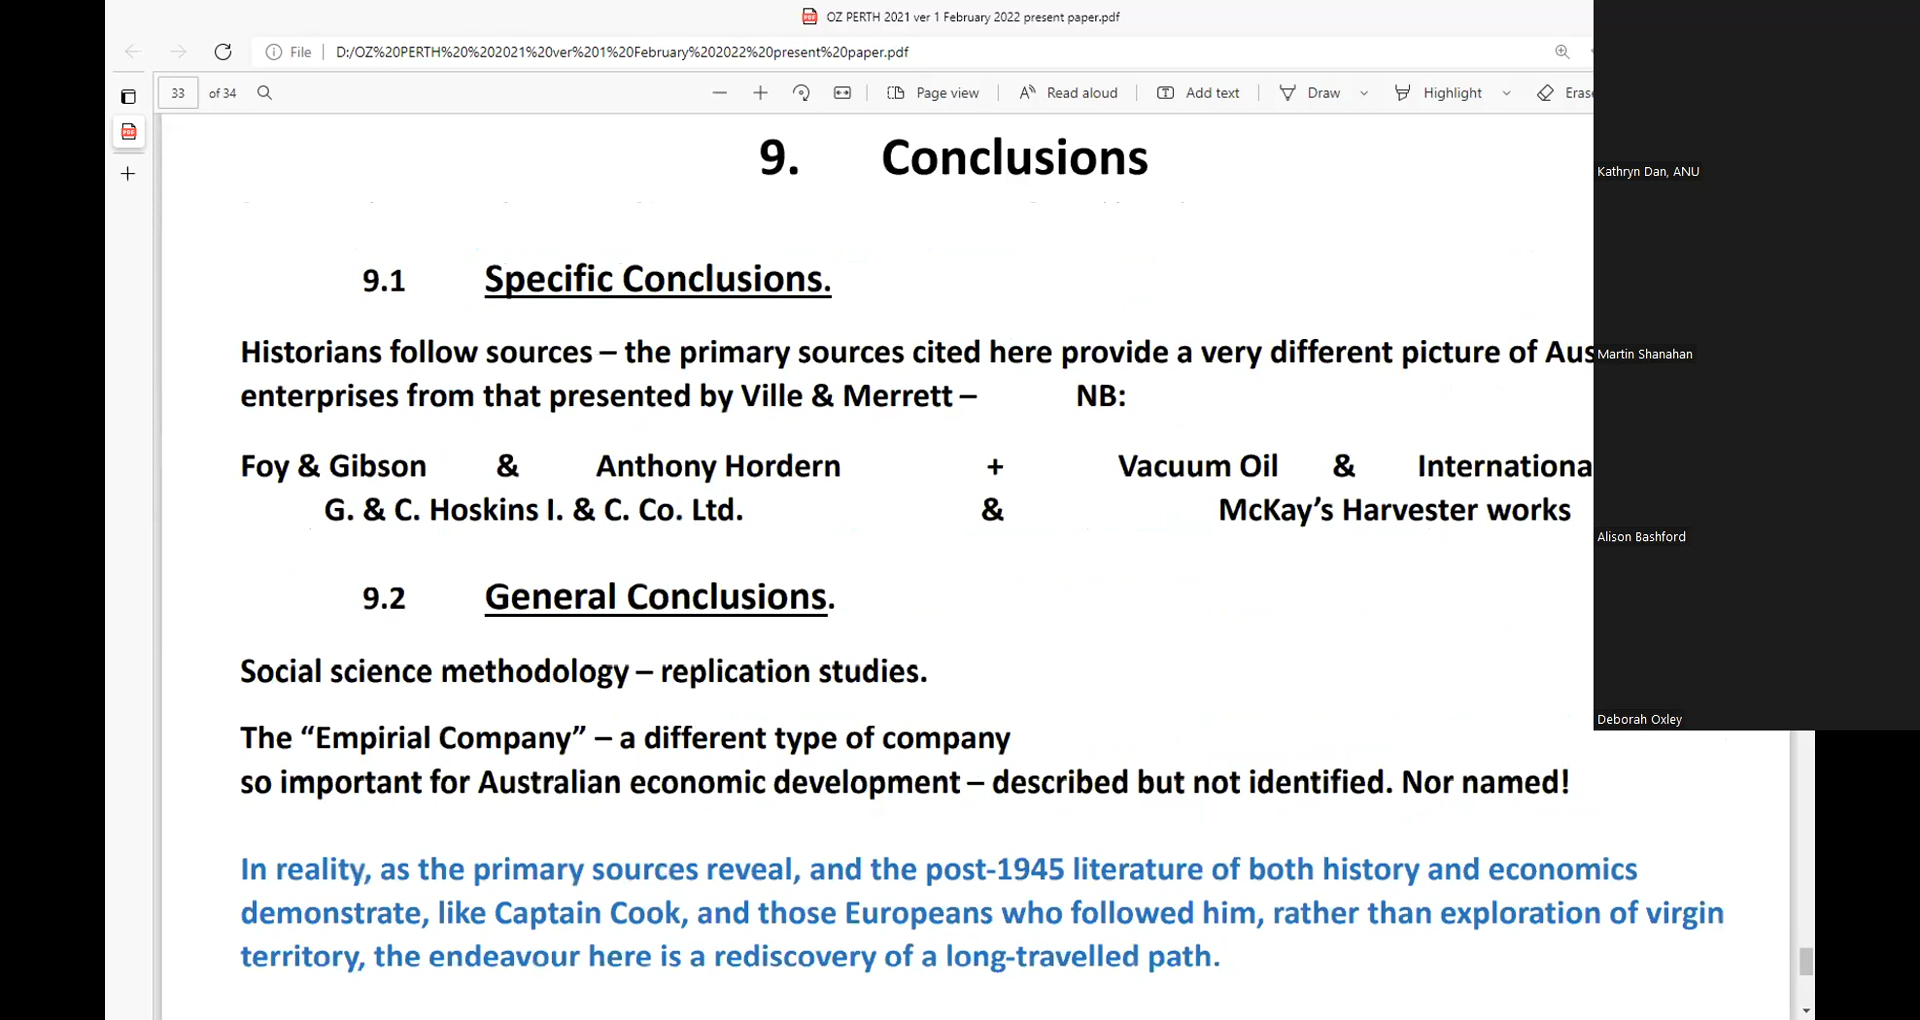 OZ PERTH 2021 ver 1 February 2022 present paper.pdf
File | D:/OZ%20PERTH%20%202021%20ver%201%20February%202022%20present%20paper.pdf
33 of 34 Page view Read aloud Add text Draw Highlight Eras
9. Conclusions
9.1 Specific Conclusions.
Historians follow sources – the primary sources cited here provide a very different picture of Aus
enterprises from that presented by Ville & Merrett – NB:
Foy & Gibson & Anthony Hordern + Vacuum Oil & Internationa
G. & C. Hoskins I. & C. Co. Ltd. & McKay’s Harvester works
9.2 General Conclusions.
Social science methodology – replication studies.
The “Empirial Company” – a different type of company
so important for Australian economic development – described but not identified. Nor named!
In reality, as the primary sources reveal, and the post-1945 literature of both history and economics
demonstrate, like Captain Cook, and those Europeans who followed him, rather than exploration of virgin
territory, the endeavour here is a rediscovery of a long-travelled path.
Kathryn Dan, ANU
Martin Shanahan
Alison Bashford
Deborah Oxley